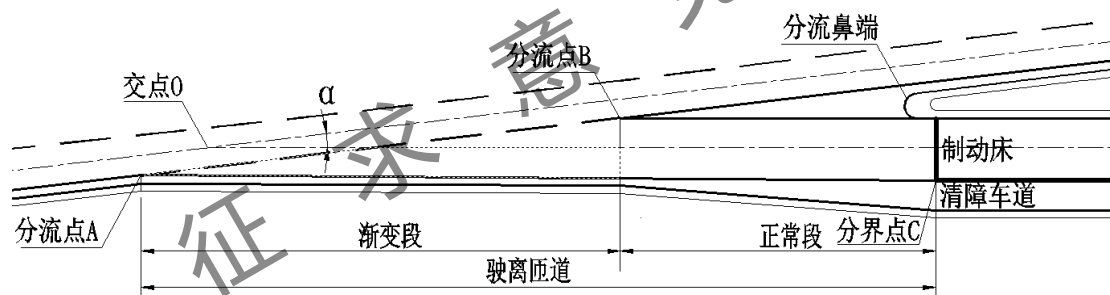 分流鼻端
分流点B
交点O
α
制动床
清障车道
分流点A
渐变段
正常段
分界点C
驶离匝道
征求意